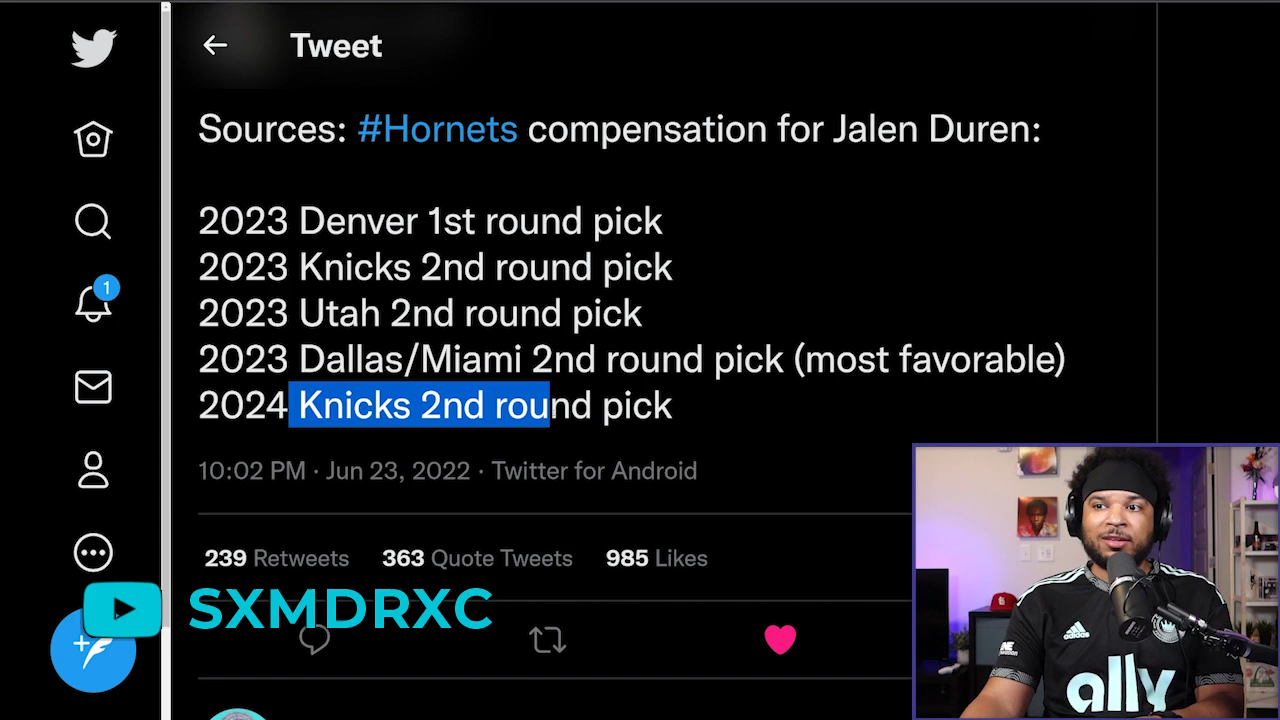 Tweet
Sources: #Hornets compensation for Jalen Duren:
2023 Denver 1st round pick
2023 Knicks 2nd round pick
2023 Utah 2nd round pick
2023 Dallas/Miami 2nd round pick (most favorable)
2024 Knicks 2nd round pick
1
10:02 PM · Jun 23, 2022 · Twitter for Android
239 Retweets 363 Quote Tweets 985 Likes
SXMDRXC
adidas
ally